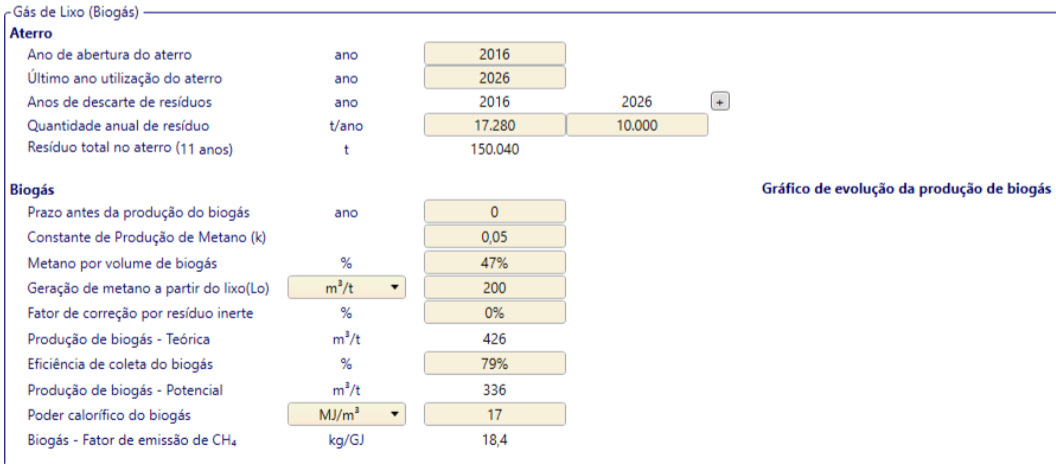 Gás de Lixo (Biogás)
Aterro
Ano de abertura do aterro ano 2016
Último ano utilização do aterro ano 2026
Anos de descarte de resíduos ano 2016 2026 +
Quantidade anual de resíduo t/ano 17.280 10.000
Resíduo total no aterro (11 anos) t 150.040
Biogás Gráfico de evolução da produção de biogás
Prazo antes da produção do biogás ano 0
Constante de Produção de Metano (k) 0,05
Metano por volume de biogás % 47%
Geração de metano a partir do lixo(Lo) m³/t 200
Fator de correção por resíduo inerte % 0%
Produção de biogás - Teórica m³/t 426
Eficiência de coleta do biogás % 79%
Produção de biogás - Potencial m³/t 336
Poder calorífico do biogás MJ/m³ 17
Biogás - Fator de emissão de CH₄ kg/GJ 18,4